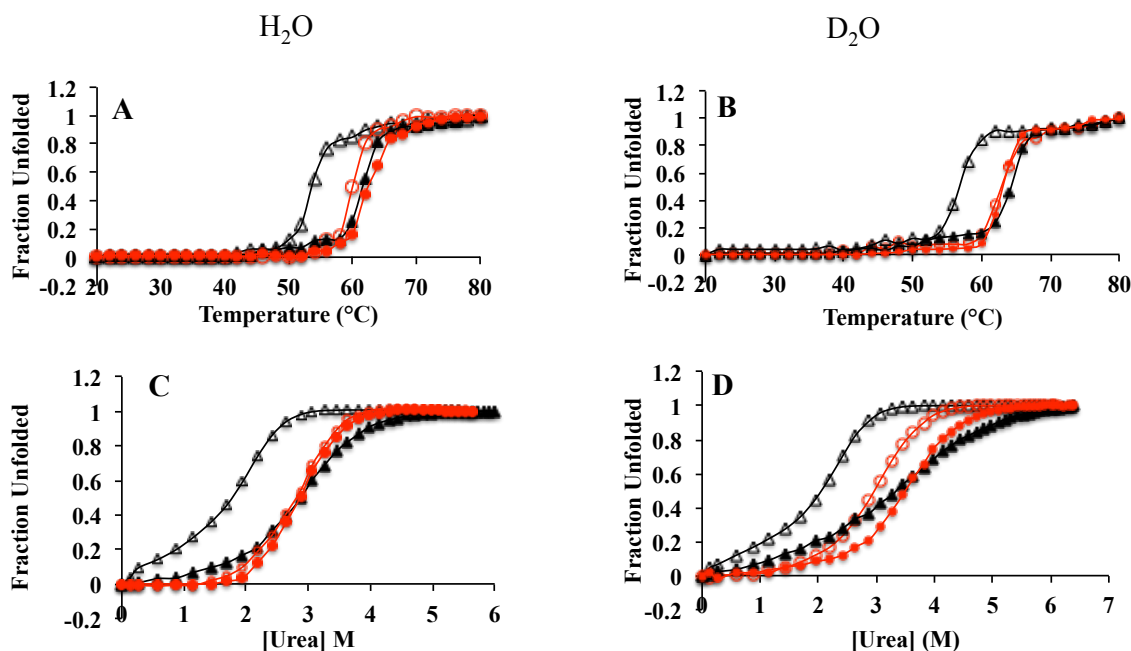 H₂O
D₂O
A
Fraction Unfolded
1.2
1
0.8
0.6
0.4
0.2
0
-0.2
20 30 40 50 60 70 80
Temperature (°C)
B
Fraction Unfolded
1.2
1
0.8
0.6
0.4
0.2
0
-0.2
20 30 40 50 60 70 80
Temperature (°C)
C
Fraction Unfolded
1.2
1
0.8
0.6
0.4
0.2
0
-0.2
0 1 2 3 4 5 6
[Urea] M
D
Fraction Unfolded
1.2
1
0.8
0.6
0.4
0.2
0
-0.2
0 1 2 3 4 5 6 7
[Urea] (M)